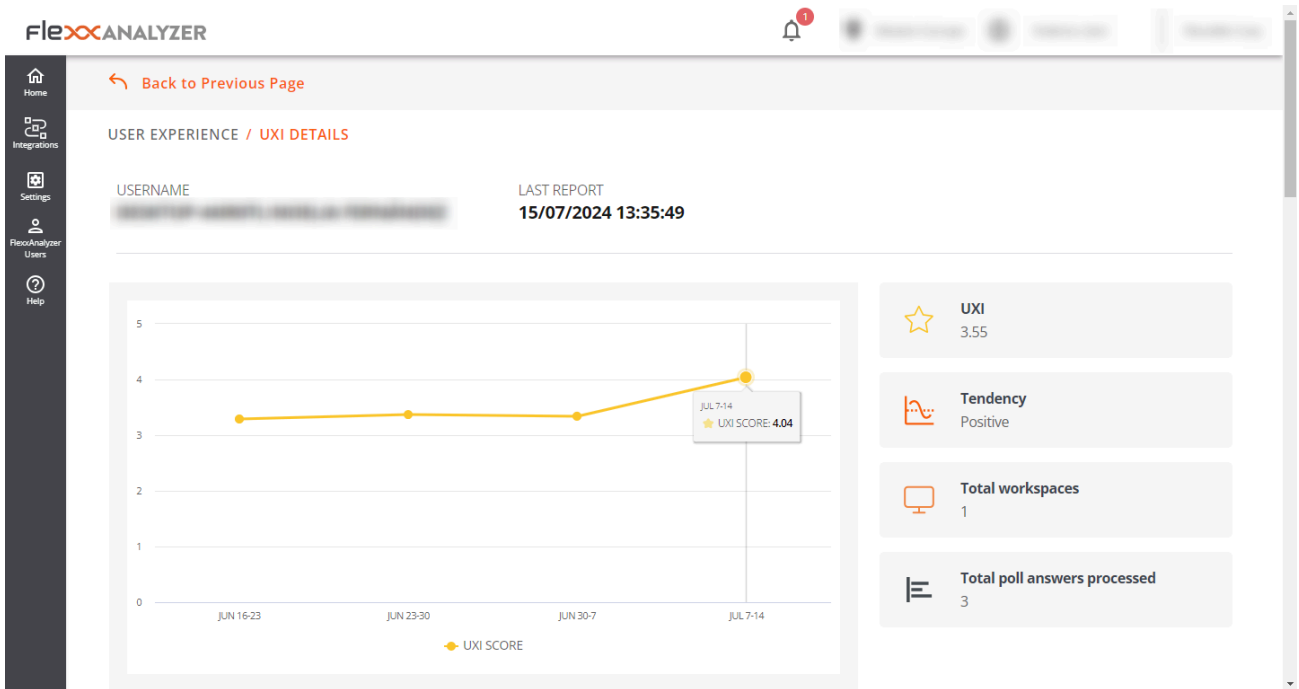 FlexxANALYZER
1
Home
Integrations
Settings
FlexxAnalyzer
Users
Help
Back to Previous Page
USER EXPERIENCE / UXI DETAILS
USERNAME
LAST REPORT
15/07/2024 13:35:49
5
4
3
2
1
0
JUL 7-14
UXI SCORE: 4.04
JUN 16-23
JUN 23-30
JUN 30-7
JUL 7-14
UXI SCORE
UXI
3.55
Tendency
Positive
Total workspaces
1
Total poll answers processed
3